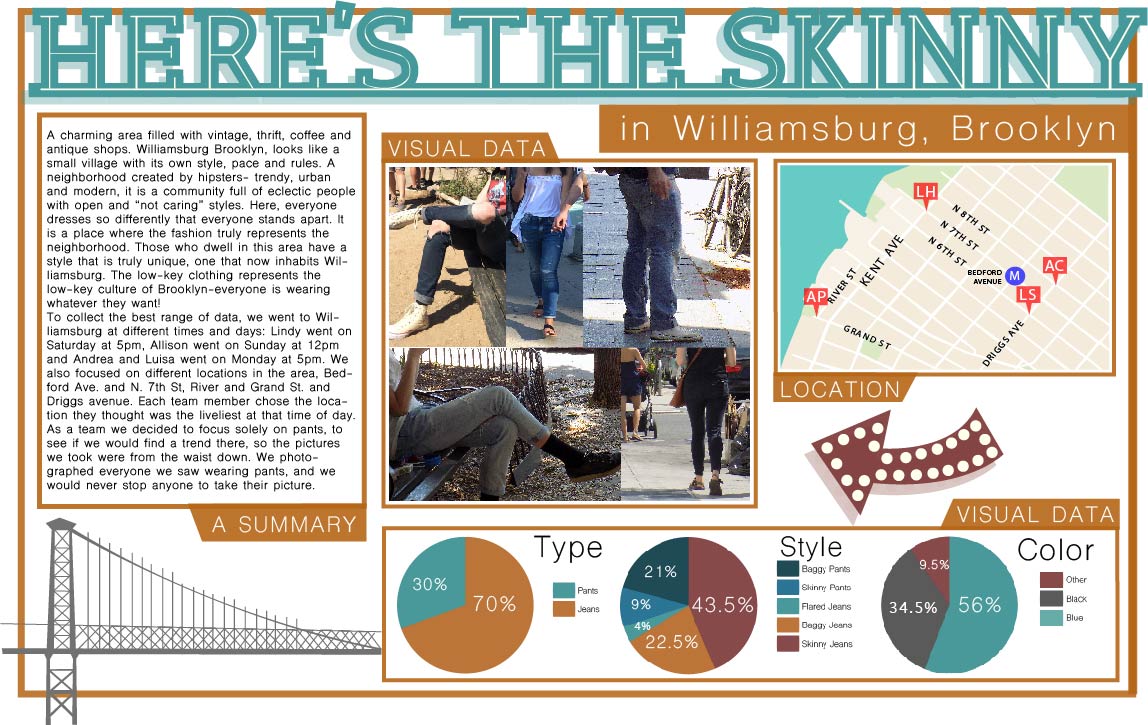 HERE'S THE SKINNY
in Williamsburg, Brooklyn
A charming area filled with vintage, thrift, coffee and
antique shops. Williamsburg Brooklyn, looks like a
small village with its own style, pace and rules. A
neighborhood created by hipsters- trendy, urban
and modern, it is a community full of eclectic people
with open and “not caring” styles. Here, everyone
dresses so differently that everyone stands apart. It
is a place where the fashion truly represents the
neighborhood. Those who dwell in this area have a
style that is truly unique, one that now inhabits Wil-
liamsburg. The low-key clothing represents the
low-key culture of Brooklyn-everyone is wearing
whatever they want!
To collect the best range of data, we went to Wil-
liamsburg at different times and days: Lindy went on
Saturday at 5pm, Allison went on Sunday at 12pm
and Andrea and Luisa went on Monday at 5pm. We
also focused on different locations in the area, Bed-
ford Ave. and N. 7th St, River and Grand St. and
Driggs avenue. Each team member chose the loca-
tion they thought was the liveliest at that time of day.
As a team we decided to focus solely on pants, to
see if we would find a trend there, so the pictures
we took were from the waist down. We photo-
graphed everyone we saw wearing pants, and we
would never stop anyone to take their picture.
A SUMMARY
VISUAL DATA
LH
N 8TH ST
N 7TH ST
N 6TH ST
KENT AVE
RIVER ST
AP
BEDFORD
AVENUE
M
AC
LS
GRAND ST
DRIGGS AVE
LOCATION
VISUAL DATA
Type
30%
70%
Pants
Jeans
Style
21%
9%
4%
22.5%
43.5%
Baggy Pants
Skinny Pants
Flared Jeans
Baggy Jeans
Skinny Jeans
Color
9.5%
34.5%
56%
Other
Black
Blue